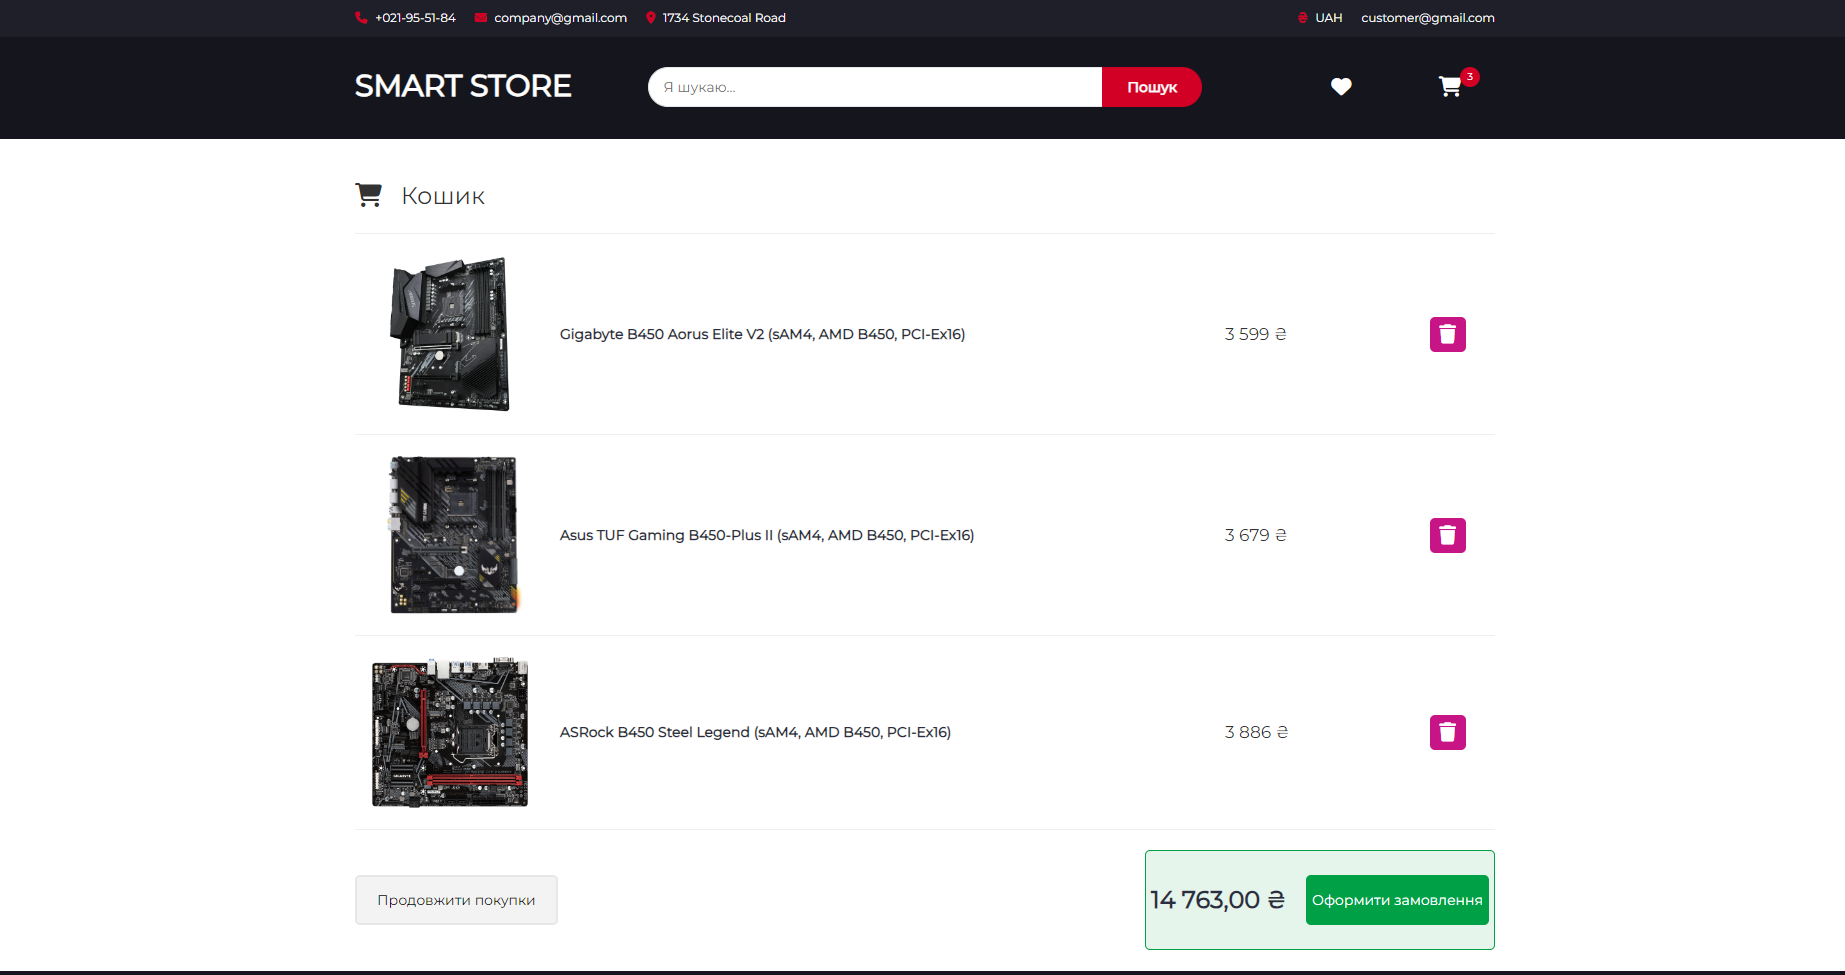 +021-95-51-84 company@gmail.com 1734 Stonecoal Road UAH customer@gmail.com
SMART STORE Я шукаю... Пошук 3
Кошик
Gigabyte B450 Aorus Elite V2 (sAM4, AMD B450, PCI-Ex16) 3 599 ₴
Asus TUF Gaming B450-Plus II (sAM4, AMD B450, PCI-Ex16) 3 679 ₴
ASRock B450 Steel Legend (sAM4, AMD B450, PCI-Ex16) 3 886 ₴
Продовжити покупки 14 763,00 ₴ Оформити замовлення